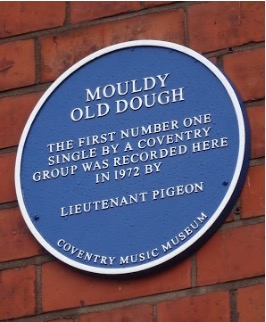 MOULDY
OLD DOUGH
THE FIRST NUMBER ONE
SINGLE BY A COVENTRY
GROUP WAS RECORDED HERE
IN 1972 BY
LIEUTENANT PIGEON
COVENTRY MUSIC MUSEUM